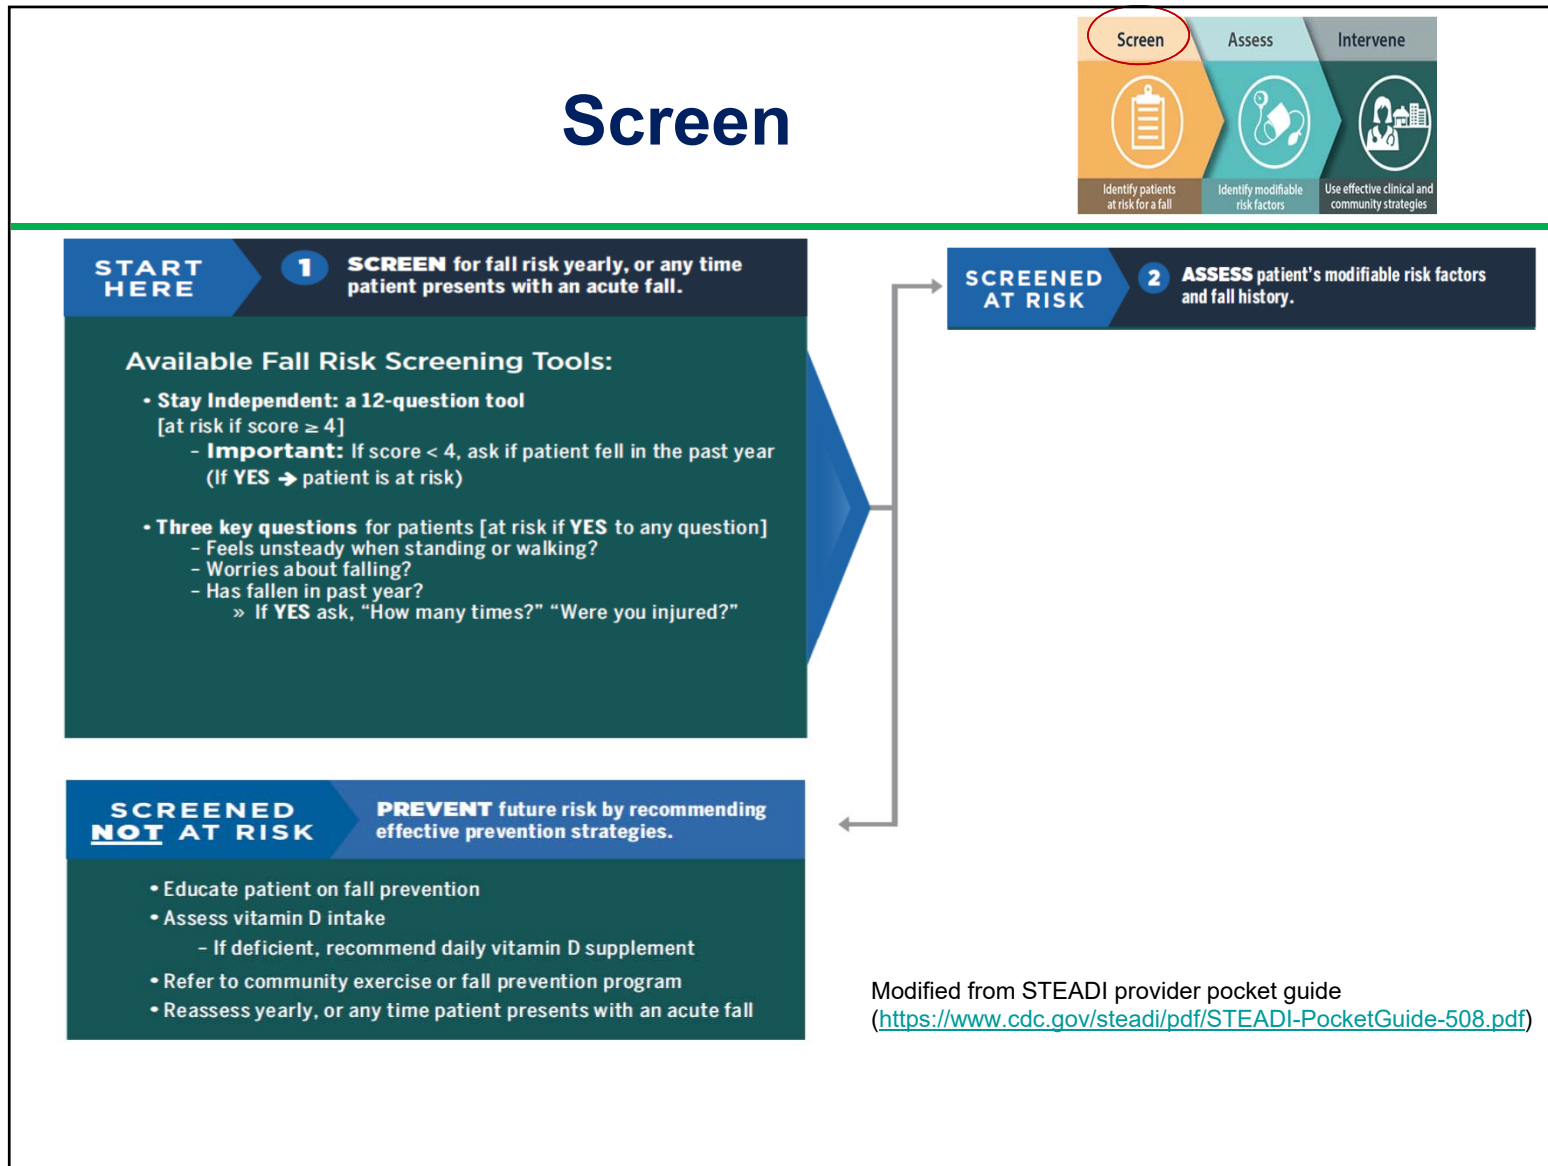 Screen
Screen
Assess
Intervene
Identify patients
at risk for a fall
Identify modifiable
risk factors
Use effective clinical and
community strategies
START
HERE
1
SCREEN for fall risk yearly, or any time
patient presents with an acute fall.
Available Fall Risk Screening Tools:
• Stay Independent: a 12-question tool
[at risk if score ≥ 4]
– Important: If score < 4, ask if patient fell in the past year
(If YES ➔ patient is at risk)
• Three key questions for patients [at risk if YES to any question]
– Feels unsteady when standing or walking?
– Worries about falling?
– Has fallen in past year?
» If YES ask, “How many times?” “Were you injured?”
SCREENED
AT RISK
2
ASSESS patient’s modifiable risk factors
and fall history.
SCREENED
NOT AT RISK
PREVENT future risk by recommending
effective prevention strategies.
• Educate patient on fall prevention
• Assess vitamin D intake
– If deficient, recommend daily vitamin D supplement
• Refer to community exercise or fall prevention program
• Reassess yearly, or any time patient presents with an acute fall
Modified from STEADI provider pocket guide
(https://www.cdc.gov/steadi/pdf/STEADI-PocketGuide-508.pdf)